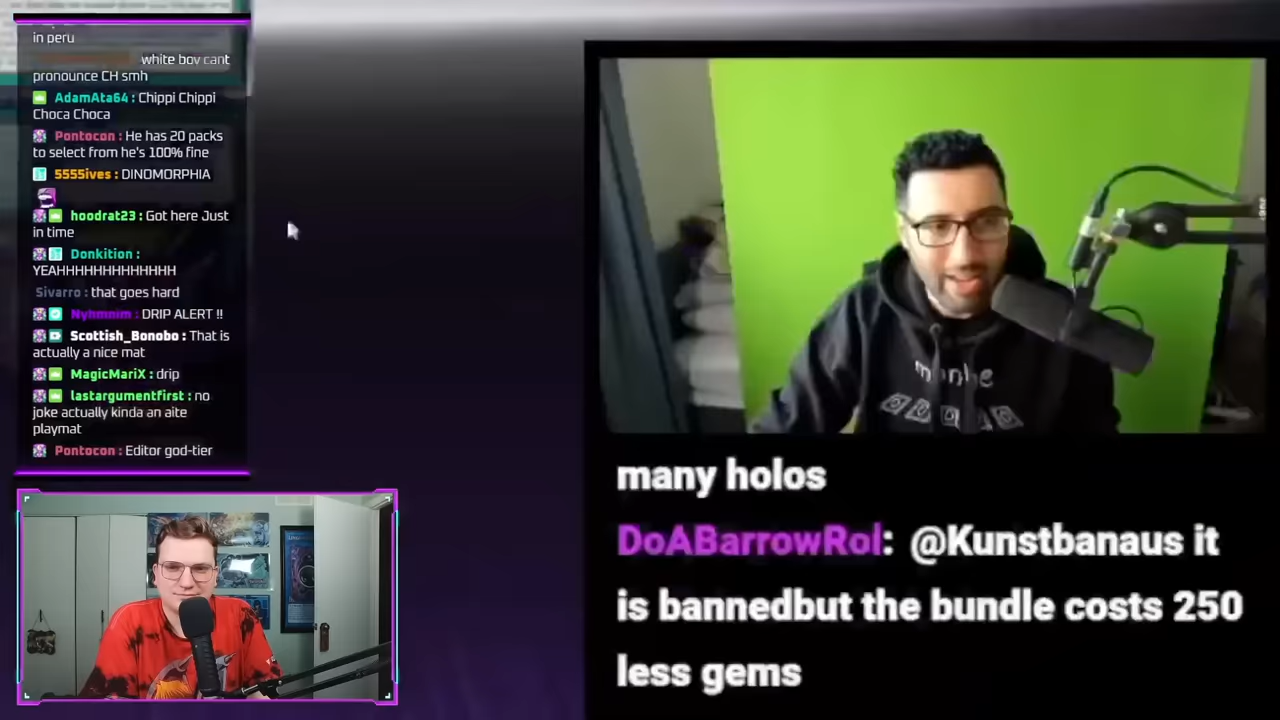 in peru
white boy cant
pronounce CH smh
AdamAta64 : Chippi Chippi
Choca Choca
Pontocon : He has 20 packs
to select from he's 100% fine
5555ives : DINOMORPHIA
hoodrat23 : Got here Just
in time
Donkition :
YEAHHHHHHHHHHHHH
Sivarro : that goes hard
Nyhmnim : DRIP ALERT !!
Scottish_Bonobo : That is
actually a nice mat
MagicMariX : drip
lastargumentfirst : no
joke actually kinda an aite
playmat
Pontocon : Editor god-tier
many holos
DoABarrowRol: @Kunstbanaus it
is bannedbut the bundle costs 250
less gems